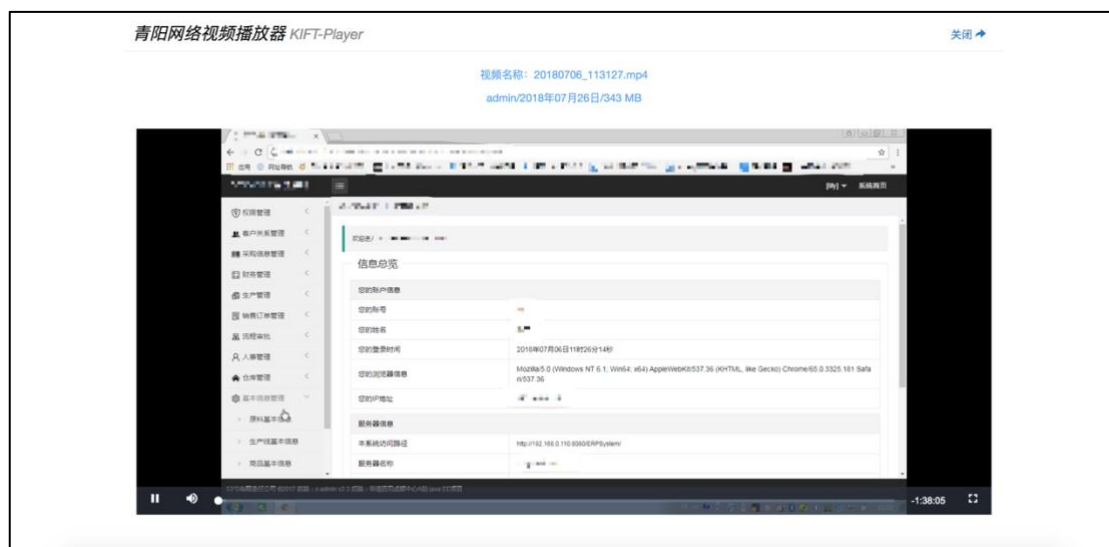 青阳网络视频播放器 KIFT-Player
关闭
视频名称：20180706_113127.mp4
admin/2018年07月26日/343 MB
应用
系统首页
权限管理
客户关系管理
采购信息管理
财务管理
生产管理
销售订单管理
流程审批
人事管理
仓库管理
基本信息管理
原料基本信息
生产线基本信息
商品基本信息
信息总览
您的账户信息
您的账号
您的姓名
您的登录时间 2018年07月06日11时26分14秒
您的浏览器信息 Mozilla/5.0 (Windows NT 6.1; Win64; x64) AppleWebKit/537.36 (KHTML, like Gecko) Chrome/65.0.3325.181 Safa
ri/537.36
您的IP地址
服务器信息
本系统访问路径 http://192.168.0.110:8080/ERPSystem/
服务器名称
-1:38:05